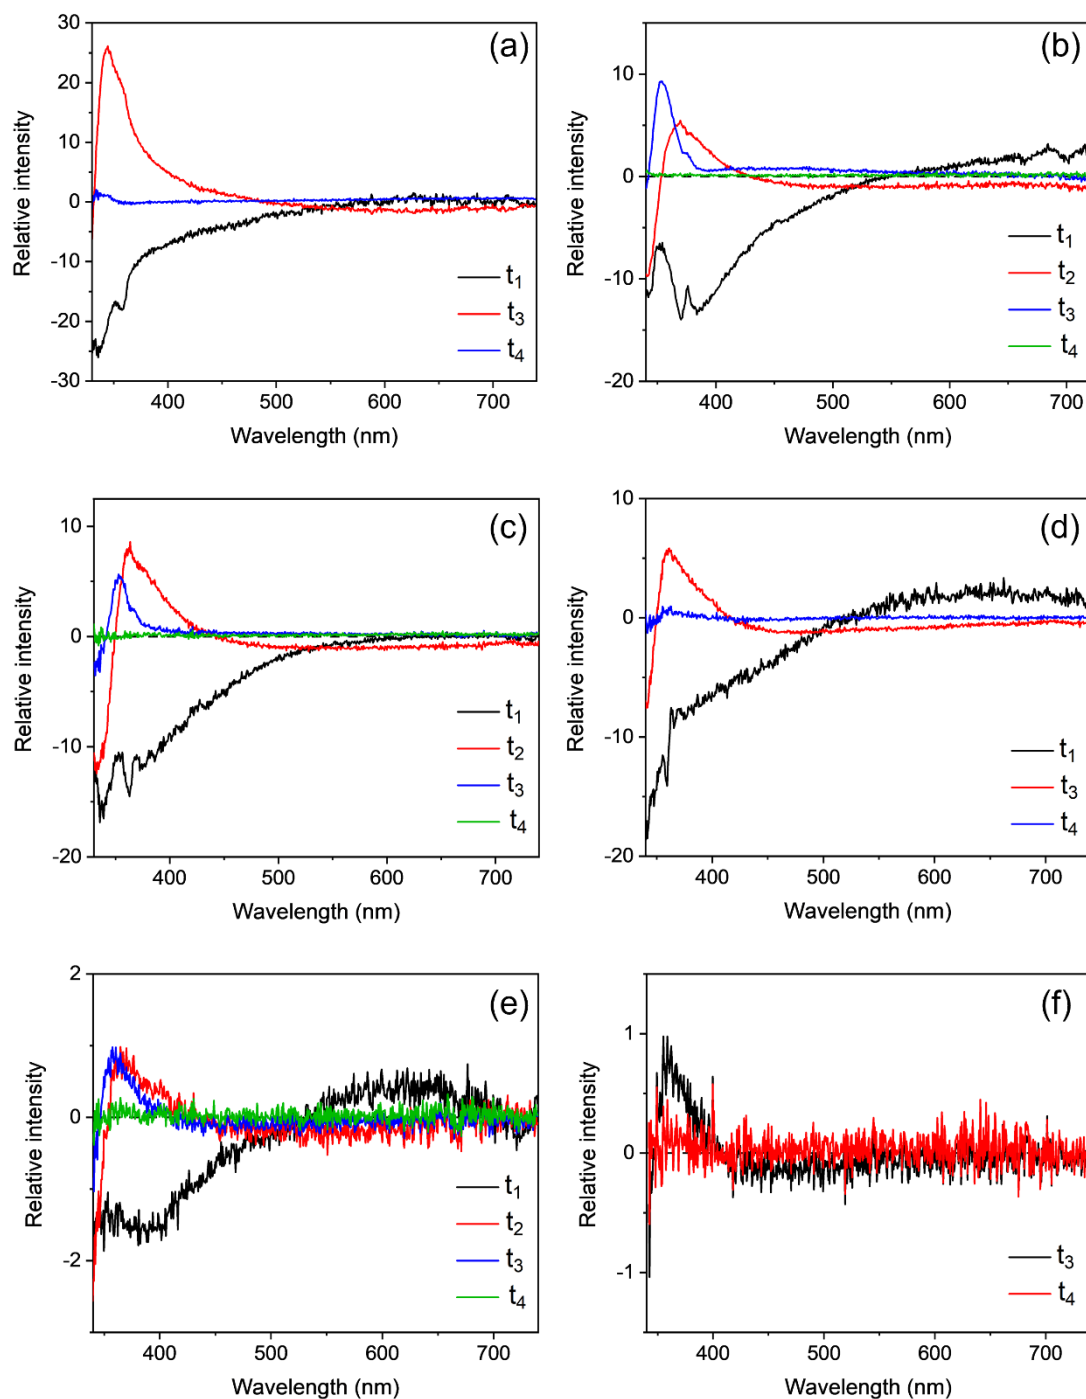 (a)
30
20
10
0
-10
-20
-30
Relative intensity
400 500 600 700
Wavelength (nm)
t1
t3
t4
(b)
10
0
-10
-20
Relative intensity
400 500 600 700
Wavelength (nm)
t1
t2
t3
t4
(c)
10
0
-10
-20
Relative intensity
400 500 600 700
Wavelength (nm)
t1
t2
t3
t4
(d)
10
0
-10
-20
Relative intensity
400 500 600 700
Wavelength (nm)
t1
t3
t4
(e)
2
0
-2
Relative intensity
400 500 600 700
Wavelength (nm)
t1
t2
t3
t4
(f)
1
0
-1
Relative intensity
400 500 600 700
Wavelength (nm)
t3
t4